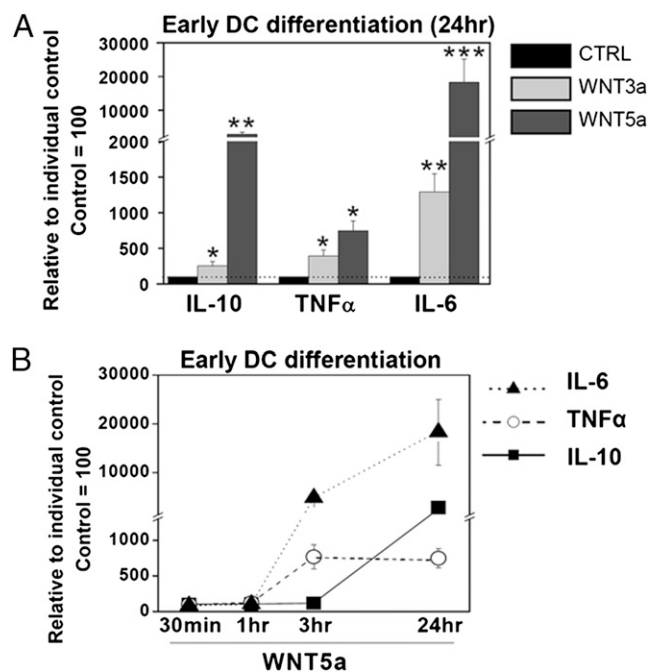 A
Early DC differentiation (24hr)
Relative to individual control
Control = 100
30000
20000
10000
2000
1500
1000
500
0
* ** * * ** ***
IL-10 TNFα IL-6
CTRL
WNT3a
WNT5a
B
Early DC differentiation
Relative to individual control
Control = 100
30000
20000
10000
1000
500
0
30min 1hr 3hr 24hr
WNT5a
IL-6
TNFα
IL-10